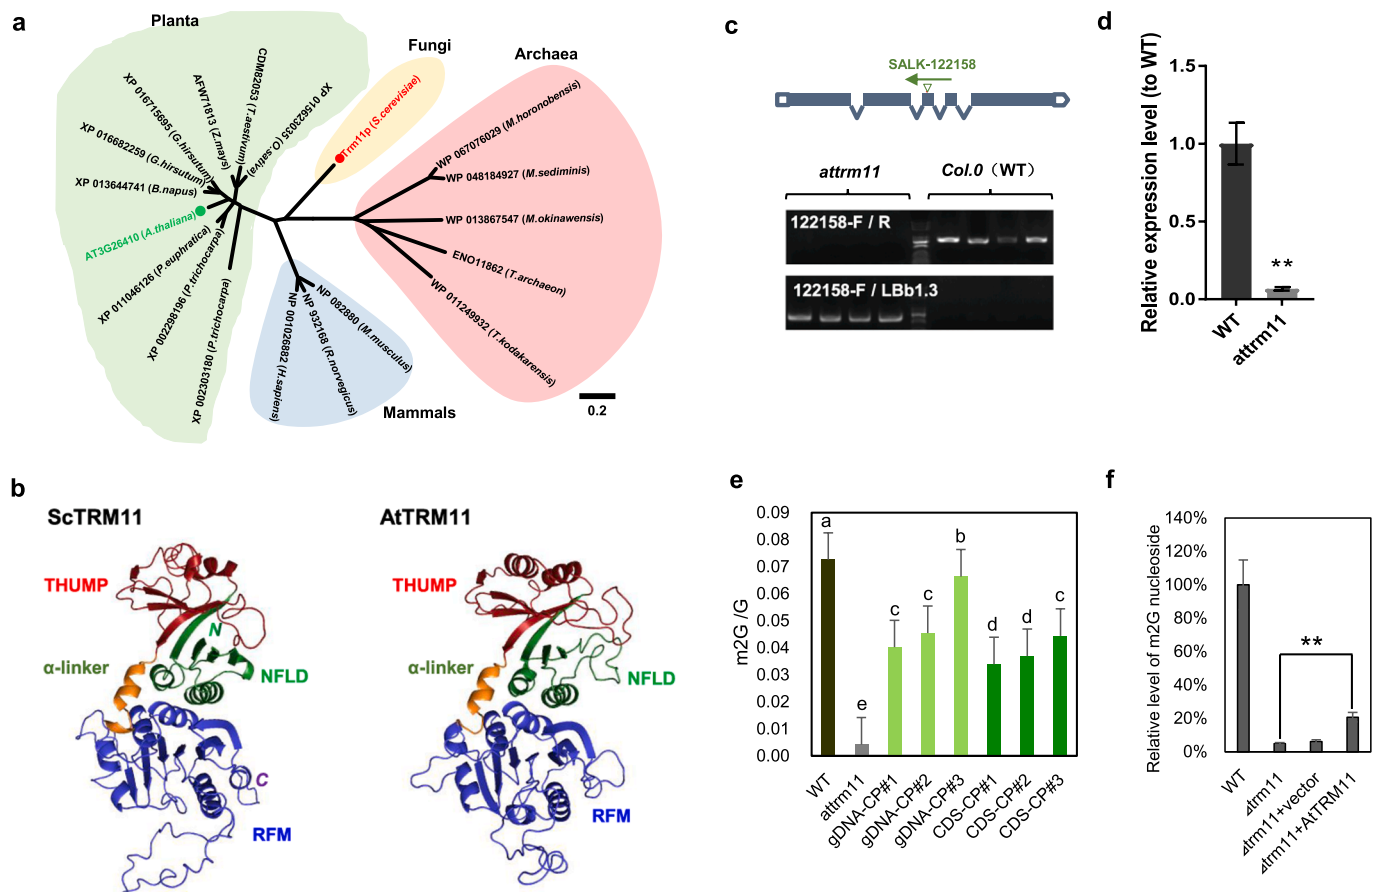 a
Planta
Fungi
Archaea
Mammals
CDM82053 (T.aestivum)
XP 015623035 (O.sativa)
AFW71813 (Z.mays)
XP 016715695 (G.hirsutum)
XP 016682259 (G.hirsutum)
XP 013644741 (B.napus)
AT3G26410 (A.thaliana)
XP 011046126 (P.euphratica)
XP 002298196 (P.trichocarpa)
XP 002303180 (P.trichocarpa)
Trm11p (S.cerevisiae)
WP 067076029 (M.horonobensis)
WP 048184927 (M.sediminis)
WP 013867547 (M.okinawensis)
ENO11862 (T.archaeon)
WP 011249932 (T.kodakarensis)
NP 082880 (M.musculus)
NP 932168 (R.norvegicus)
NP 001026882 (H.sapiens)
0.2
b
ScTRM11
AtTRM11
THUMP
N
α-linker
NFLD
C
RFM
THUMP
α-linker
NFLD
RFM
c
SALK-122158
attrm11
Col.0（WT）
122158-F / R
122158-F / LBb1.3
d
Relative expression level (to WT)
1.5
1.0
0.5
0.0
**
WT
attrm11
e
m2G /G
0.09
0.08
0.07
0.06
0.05
0.04
0.03
0.02
0.01
0.00
a
e
c
c
b
d
d
c
WT
attrm11
gDNA-CP#1
gDNA-CP#2
gDNA-CP#3
CDS-CP#1
CDS-CP#2
CDS-CP#3
f
Relative level of m2G nucleoside
140%
120%
100%
80%
60%
40%
20%
0%
**
WT
⊿trm11
⊿trm11+vector
⊿trm11+AtTRM11